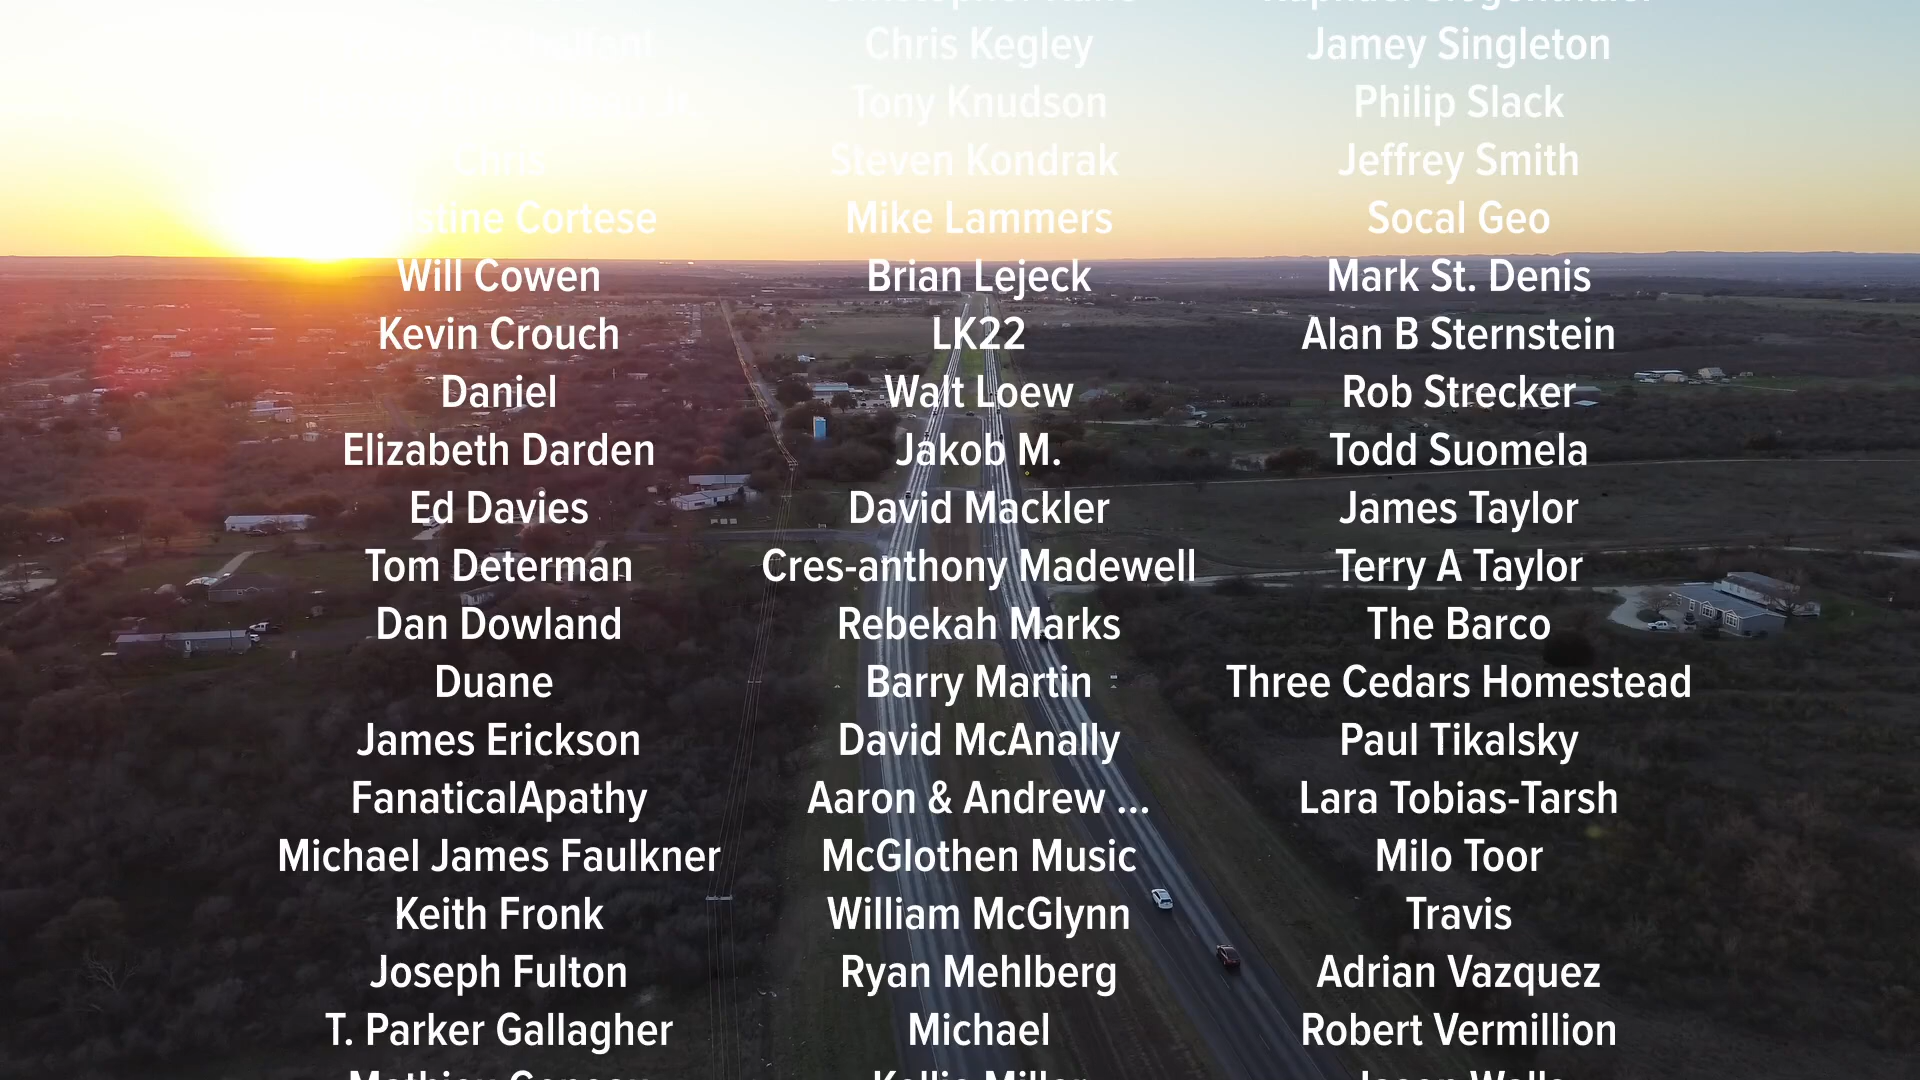 Chris
stine Cortese
Will Cowen
Kevin Crouch
Daniel
Elizabeth Darden
Ed Davies
Tom Determan
Dan Dowland
Duane
James Erickson
FanaticalApathy
Michael James Faulkner
Keith Fronk
Joseph Fulton
T. Parker Gallagher
Chris Kegley
Tony Knudson
Steven Kondrak
Mike Lammers
Brian Lejeck
LK22
Walt Loew
Jakob M.
David Mackler
Cres-anthony Madewell
Rebekah Marks
Barry Martin
David McAnally
Aaron & Andrew ...
McGlothen Music
William McGlynn
Ryan Mehlberg
Michael
Jamey Singleton
Philip Slack
Jeffrey Smith
Socal Geo
Mark St. Denis
Alan B Sternstein
Rob Strecker
Todd Suomela
James Taylor
Terry A Taylor
The Barco
Three Cedars Homestead
Paul Tikalsky
Lara Tobias-Tarsh
Milo Toor
Travis
Adrian Vazquez
Robert Vermillion